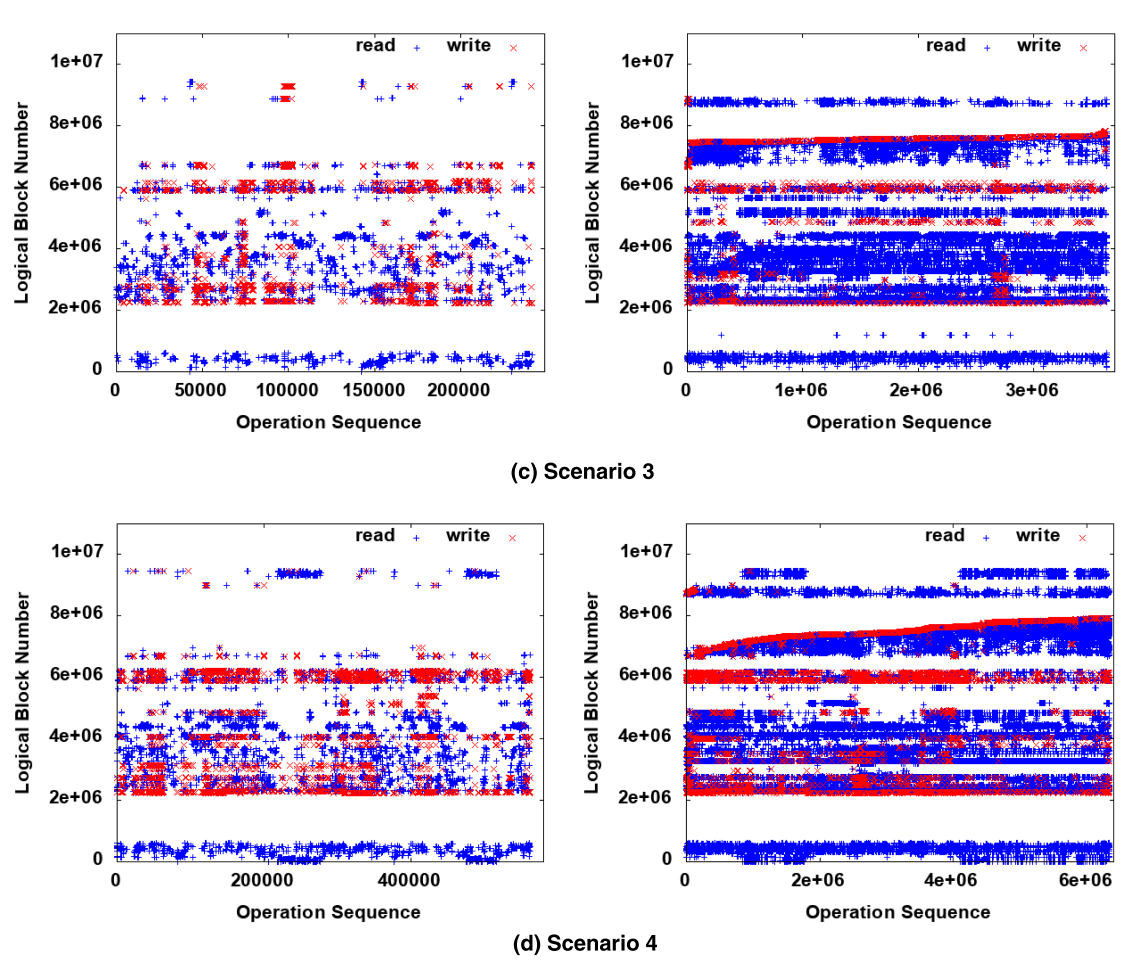 read write
1e+07
8e+06
6e+06
4e+06
2e+06
0
Logical Block Number
0 50000 100000 150000 200000
Operation Sequence
read write
1e+07
8e+06
6e+06
4e+06
2e+06
0
Logical Block Number
0 1e+06 2e+06 3e+06
Operation Sequence
(c) Scenario 3
read write
1e+07
8e+06
6e+06
4e+06
2e+06
0
Logical Block Number
0 200000 400000
Operation Sequence
read write
1e+07
8e+06
6e+06
4e+06
2e+06
0
Logical Block Number
0 2e+06 4e+06 6e+06
Operation Sequence
(d) Scenario 4